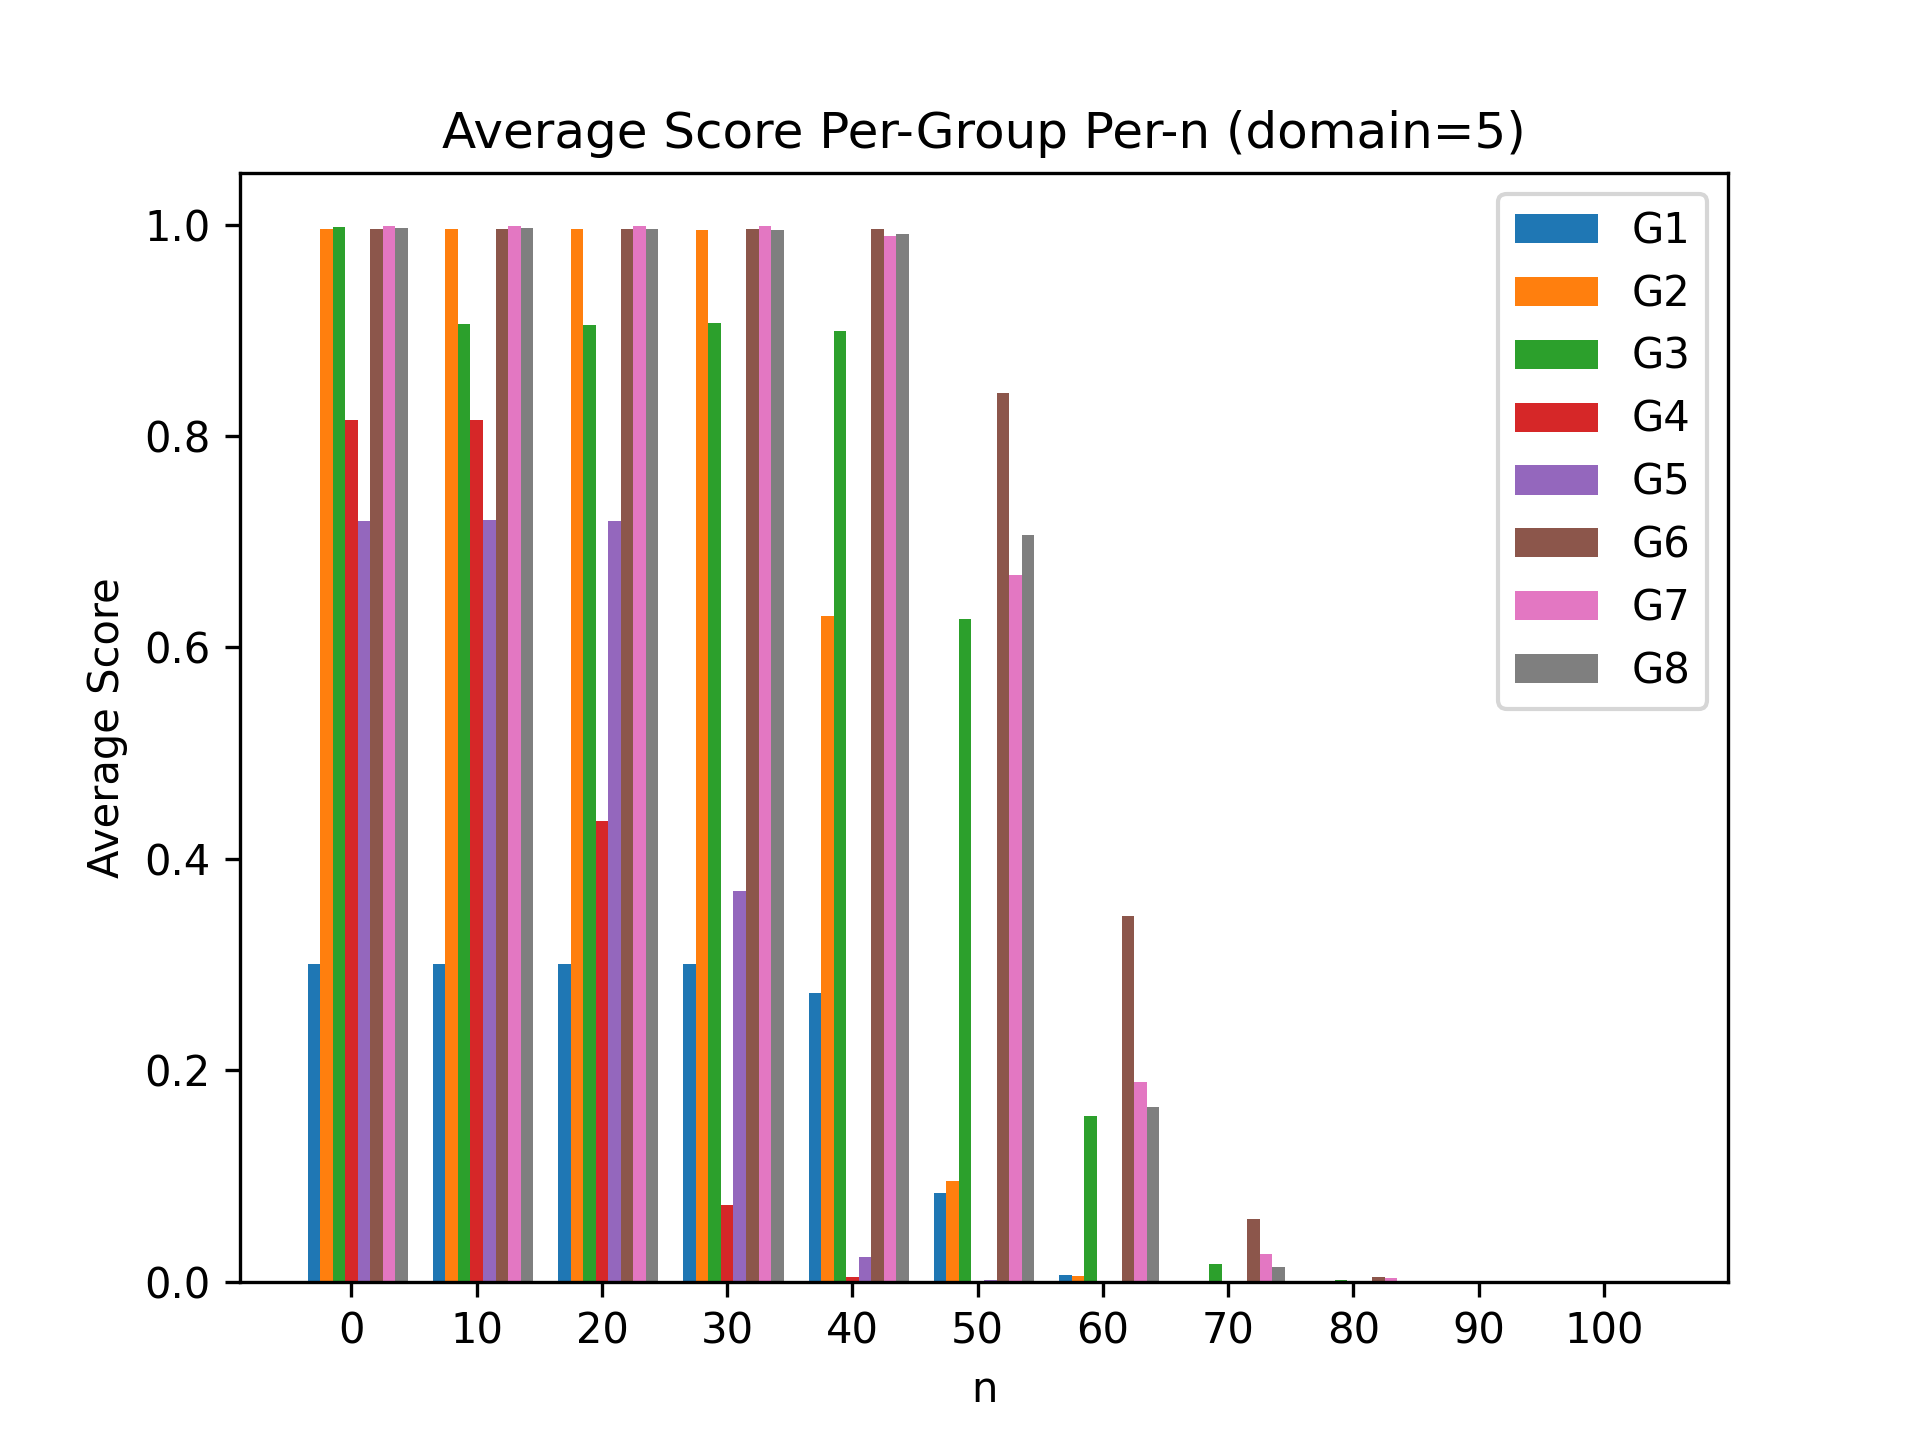 Average Score Per-Group Per-n (domain=5)
Average Score
1.0
0.8
0.6
0.4
0.2
0.0
0 10 20 30 40 50 60 70 80 90 100
n
G1
G2
G3
G4
G5
G6
G7
G8